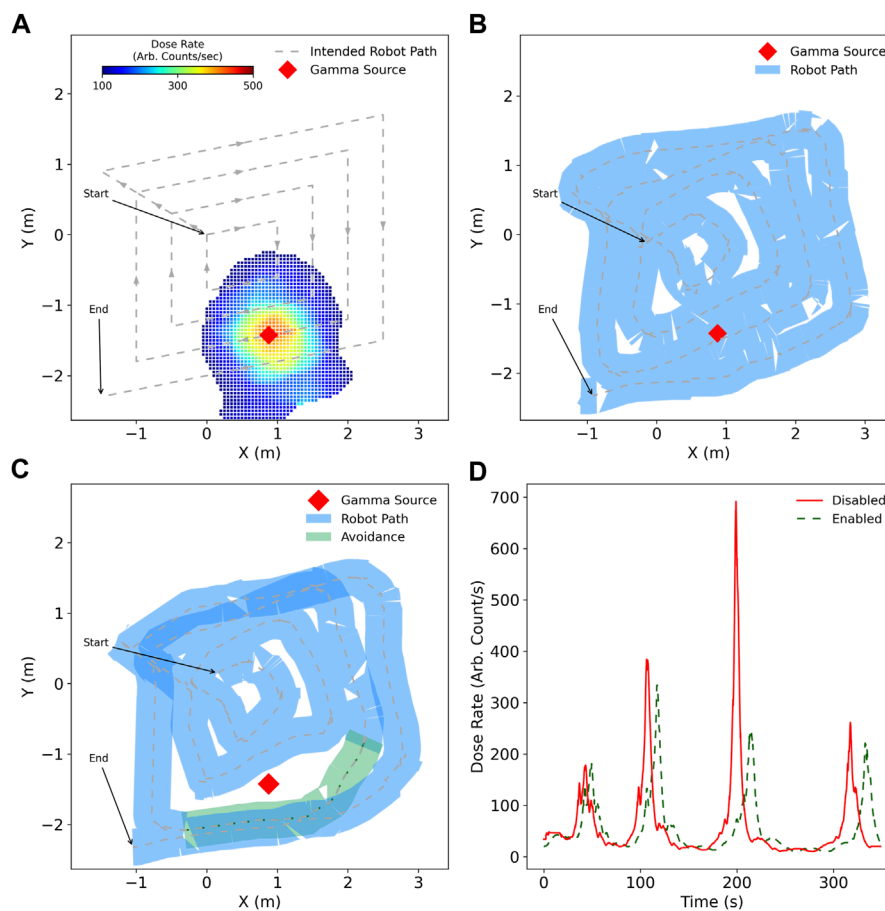 A
Dose Rate
(Arb. Counts/sec)
100 300 500
Intended Robot Path
Gamma Source
Start
End
2
1
0
−1
−2
Y (m)
−1 0 1 2 3
X (m)
B
Gamma Source
Robot Path
Start
End
2
1
0
−1
−2
Y (m)
−1 0 1 2 3
X (m)
C
Gamma Source
Robot Path
Avoidance
Start
End
2
1
0
−1
−2
Y (m)
−1 0 1 2 3
X (m)
D
Disabled
Enabled
700
600
500
400
300
200
100
0
Dose Rate (Arb. Count/s)
0 100 200 300
Time (s)